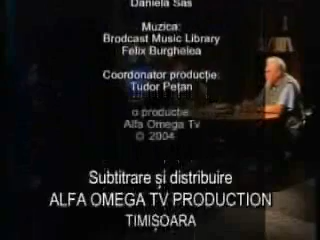 Daniela Sas
Muzica:
Brodcast Music Library
Felix Burghelea
Coordonator producție:
Tudor Pețan
o producție
Alfa Omega Tv
© 2004
Subtitrare și distribuire
ALFA OMEGA TV PRODUCTION
TIMIȘOARA